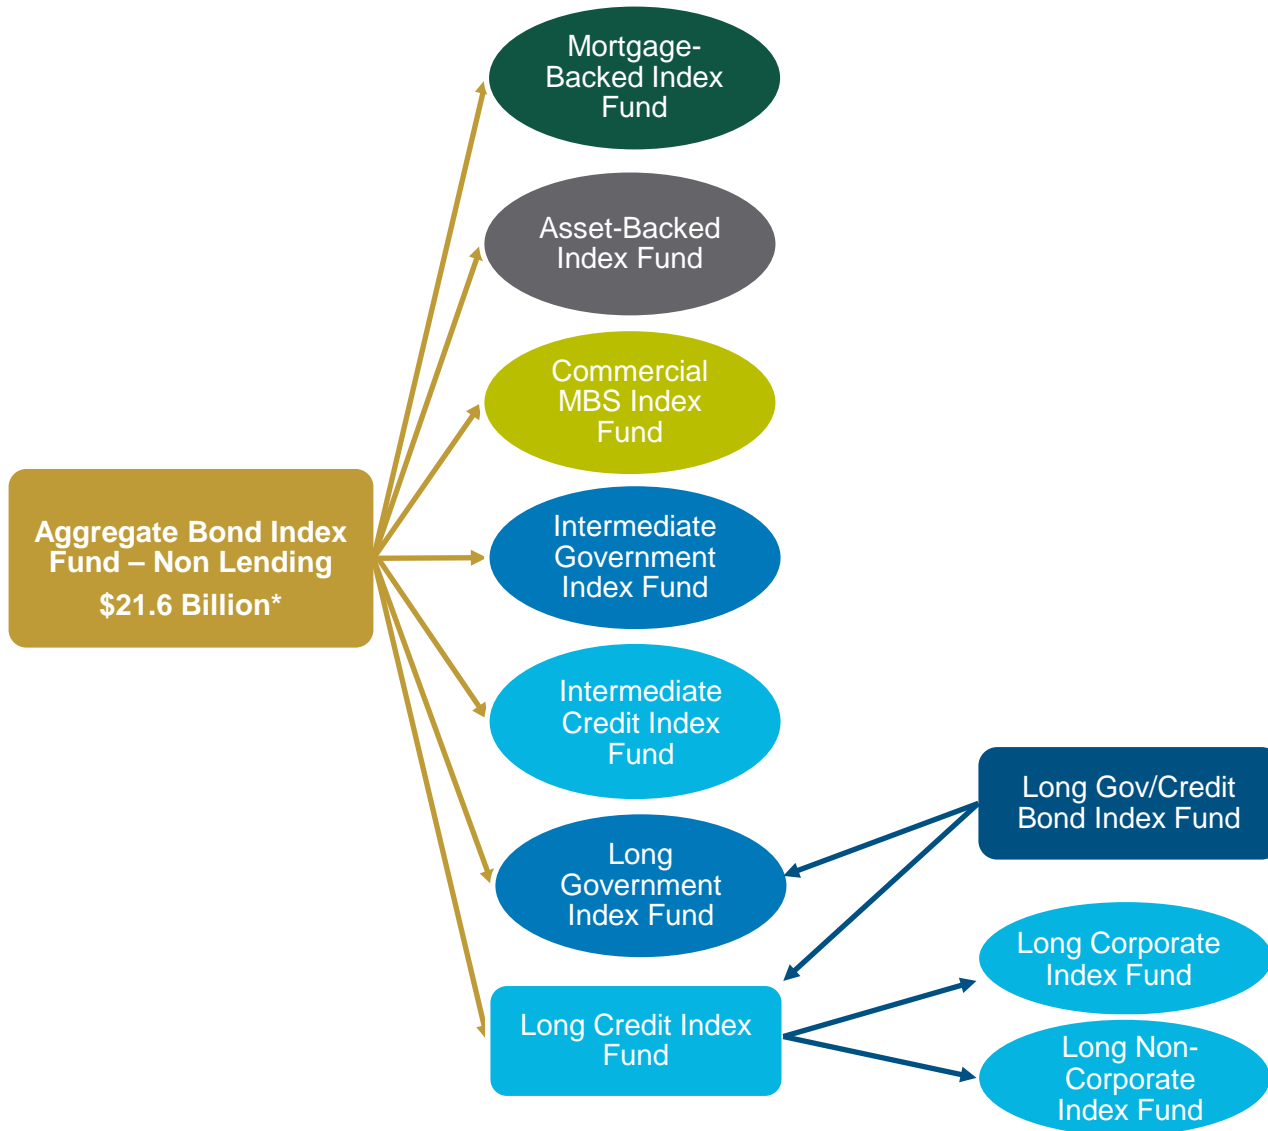 Mortgage-
Backed Index
Fund
Asset-Backed
Index Fund
Commercial
MBS Index
Fund
Aggregate Bond Index
Fund – Non Lending
$21.6 Billion*
Intermediate
Government
Index Fund
Intermediate
Credit Index
Fund
Long Gov/Credit
Bond Index Fund
Long
Government
Index Fund
Long Corporate
Index Fund
Long Credit Index
Fund
Long Non-
Corporate
Index Fund